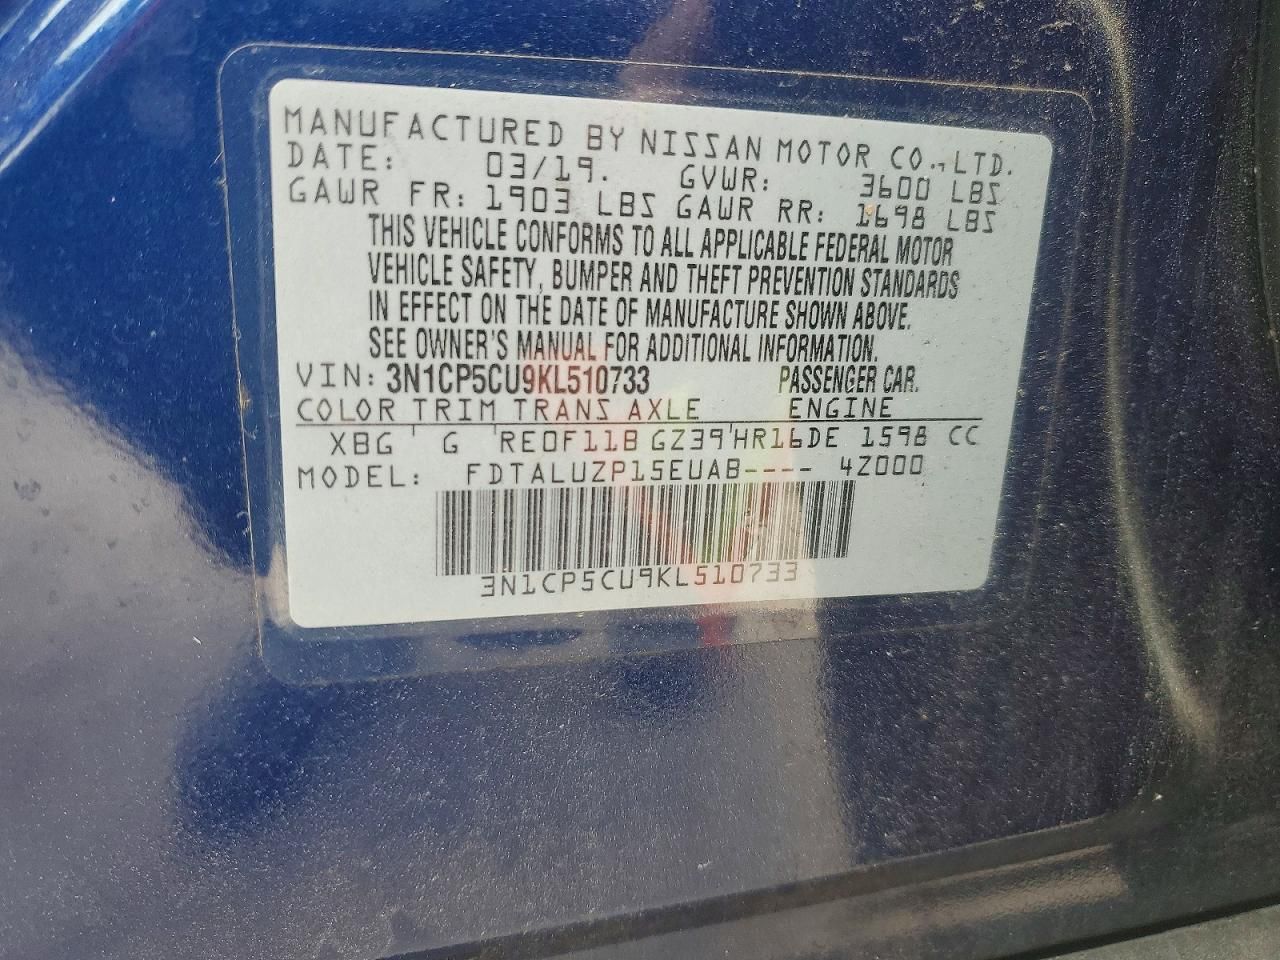 MANUFACTURED BY NISSAN MOTOR CO., LTD.
DATE: 03/19. GVWR: 3600 LBS
GAWR FR: 1903 LBS GAWR RR: 1698 LBS
THIS VEHICLE CONFORMS TO ALL APPLICABLE FEDERAL MOTOR
VEHICLE SAFETY, BUMPER AND THEFT PREVENTION STANDARDS
IN EFFECT ON THE DATE OF MANUFACTURE SHOWN ABOVE.
SEE OWNER'S MANUAL FOR ADDITIONAL INFORMATION.
VIN: 3N1CP5CU9KL510733 PASSENGER CAR.
COLOR TRIM TRANS AXLE ENGINE
XBG ' G 'RE0F11B GZ39'HR16DE 1598 CC
MODEL: FDTALUZP15EUAB---- 4Z000
3N1CP5CU9KL510733